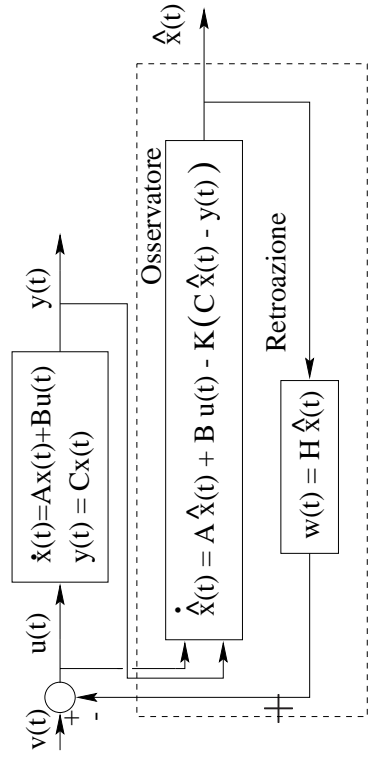 v(t)
+
-
u(t)
ẋ(t)=Ax(t)+Bu(t)
y(t) = Cx(t)
y(t)
Osservatore
x̂̇(t) = A x̂(t) + B u(t) - K( C x̂(t) - y(t) )
x̂(t)
Retroazione
w(t) = H x̂(t)